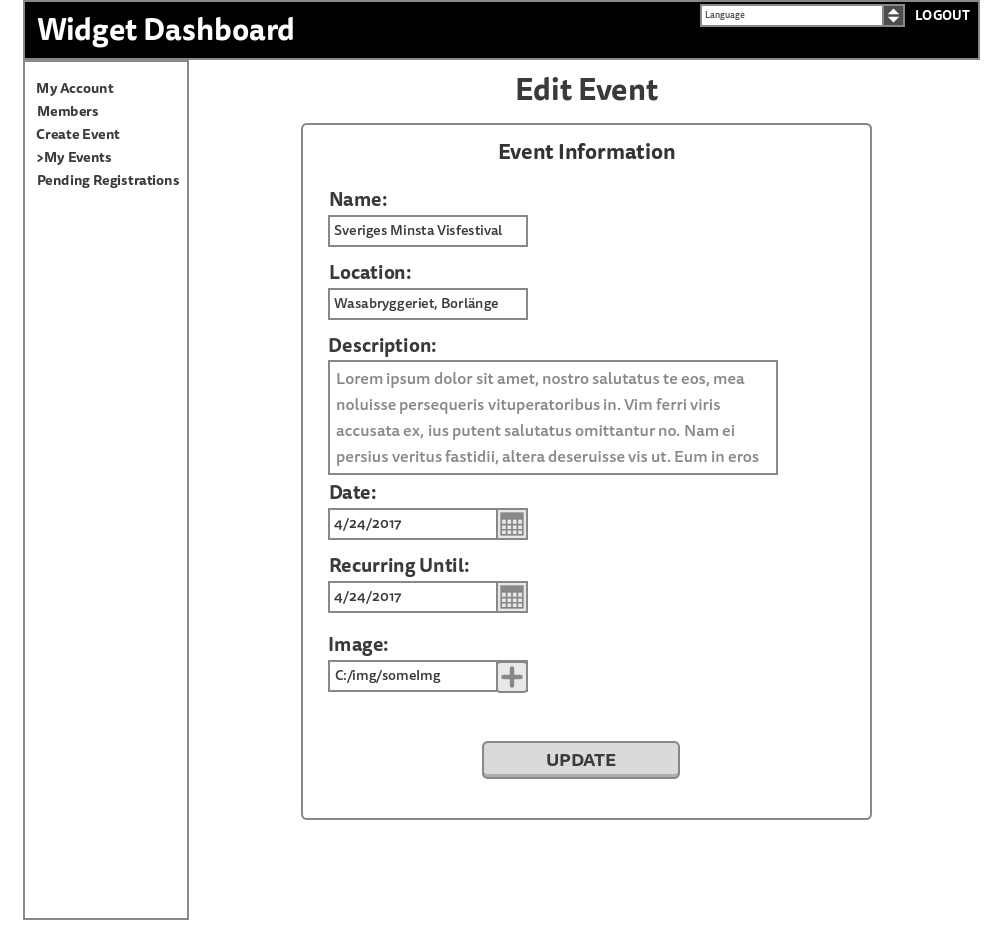 Widget Dashboard
Language
LOGOUT
My Account
Members
Create Event
>My Events
Pending Registrations
Edit Event
Event Information
Name:
Sveriges Minsta Visfestival
Location:
Wasabryggeriet, Borlänge
Description:
Lorem ipsum dolor sit amet, nostro salutatus te eos, mea
noluisse persequeris vituperatoribus in. Vim ferri viris
accusata ex, ius putent salutatus omittantur no. Nam ei
persius veritus fastidii, altera deseruisse vis ut. Eum in eros
Date:
4/24/2017
Recurring Until:
4/24/2017
Image:
C:/img/someImg
UPDATE